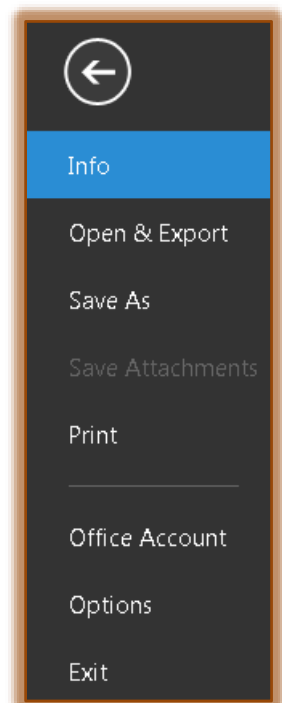 Info
Open & Export
Save As
Save Attachments
Print
Office Account
Options
Exit